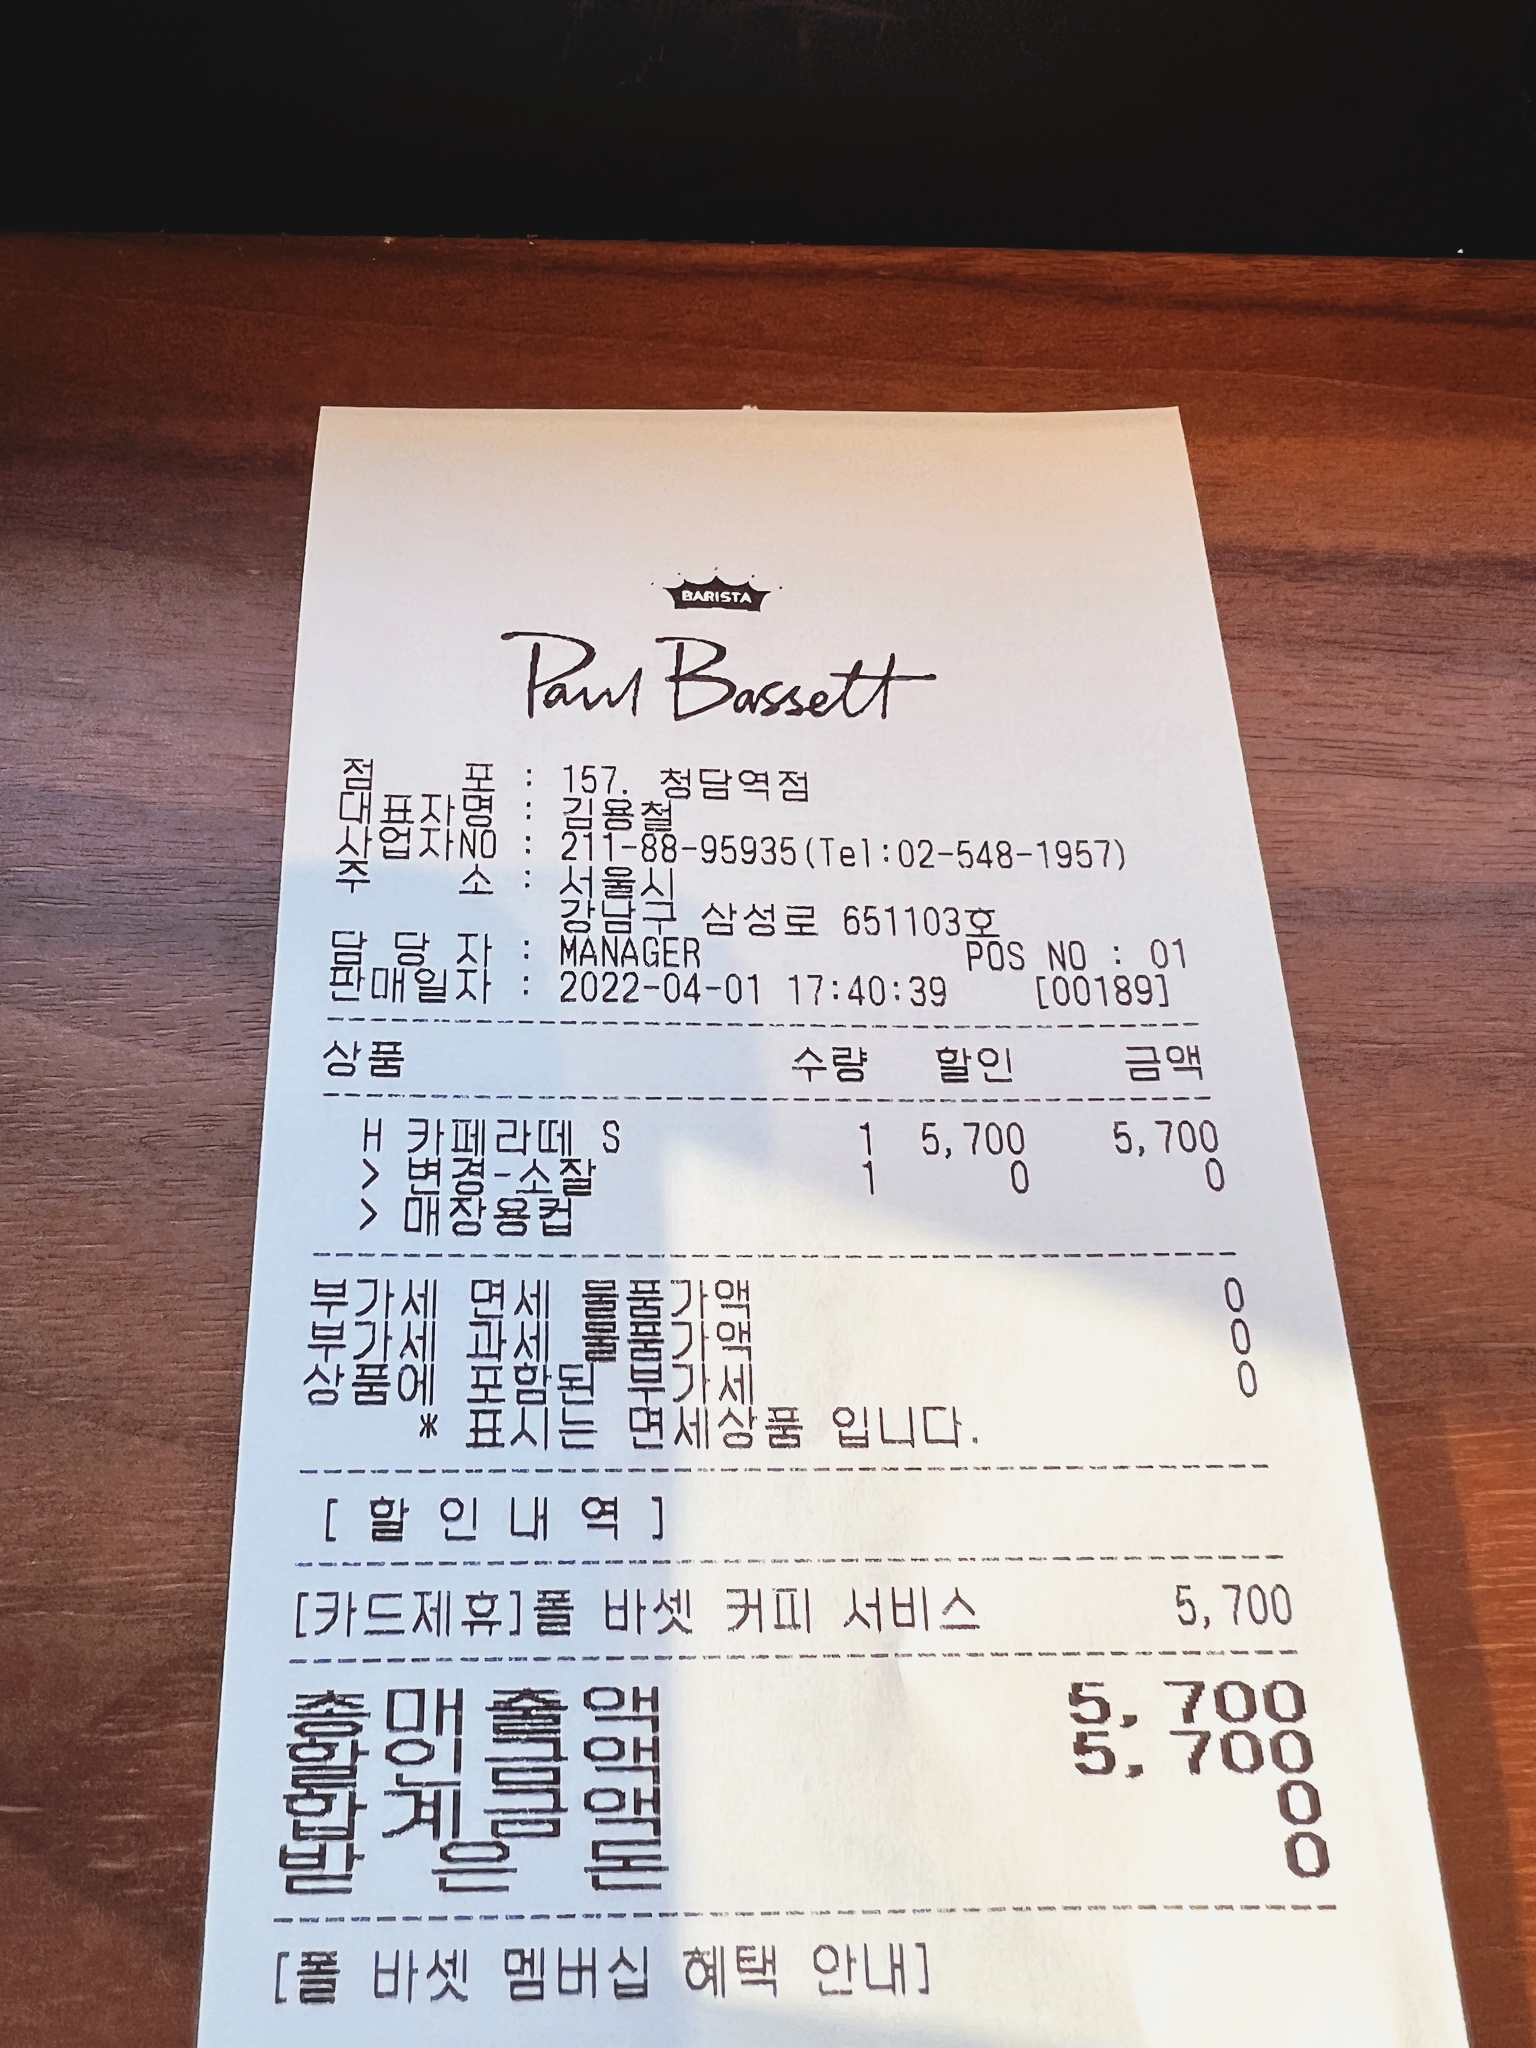 BARISTA
Paul Bassett
점 포 : 157. 청담역점
대표자명 : 김용철
사업자NO : 211-88-95935(Tel:02-548-1957)
주 소 : 서울시
강남구 삼성로 651103호
담 당 자 : MANAGER POS NO : 01
판매일자 : 2022-04-01 17:40:39 [00189]
상품 수량 할인 금액
H 카페라떼 S 1 5,700 5,700
> 변경-소잘 1 0 0
> 매장용컵
부가세 면세 물품가액 0
부가세 과세 물품가액 0
상품에 포함된 부가세 0
* 표시는 면세상품 입니다.
[ 할 인 내 역 ]
[카드제휴]폴 바셋 커피 서비스 5,700
총 매 출 액 5,700
할 인 금 액 5,700
합 계 금 액 0
받 은 돈 0
[폴 바셋 멤버십 혜택 안내]